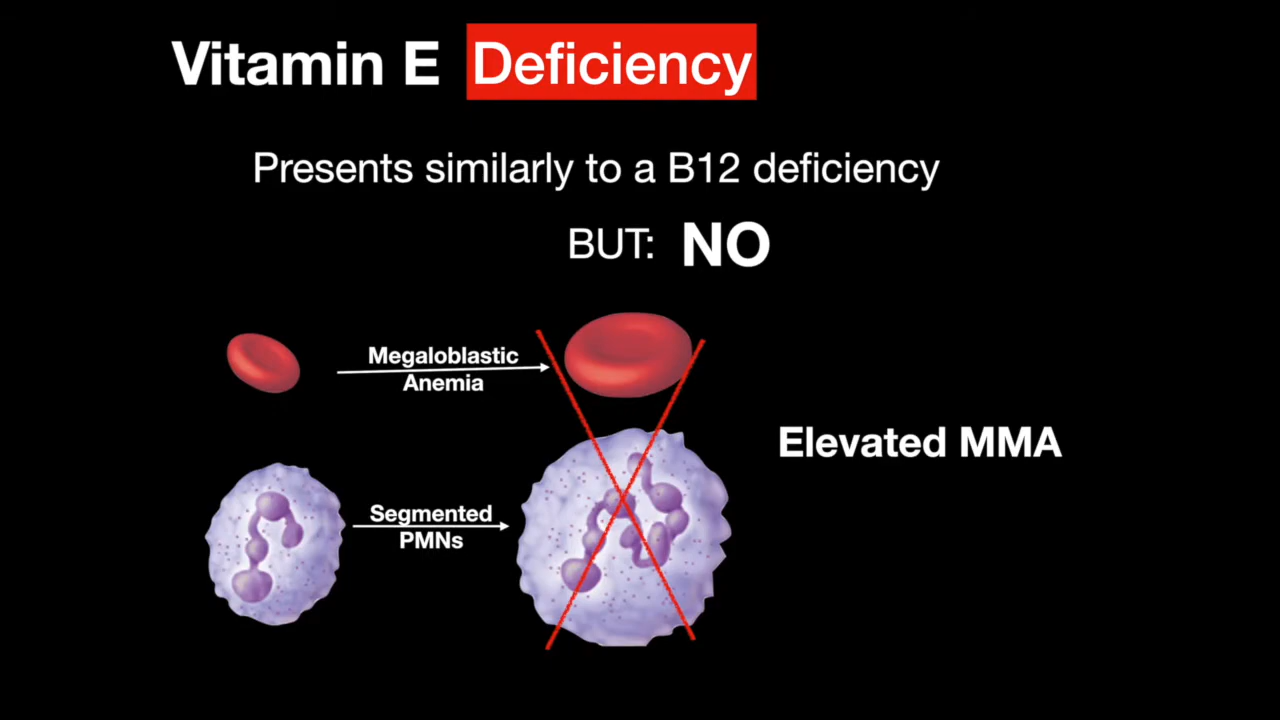 Vitamin E Deficiency
Presents similarly to a B12 deficiency
BUT: NO
Megaloblastic
Anemia
Elevated MMA
Segmented
PMNs